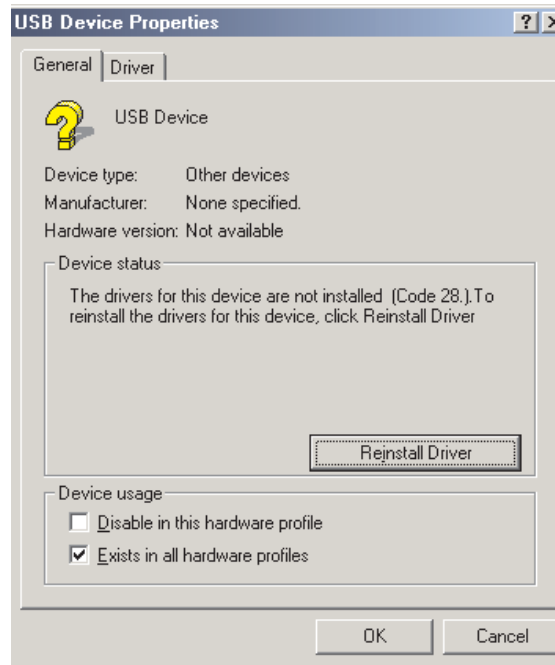 USB Device Properties
General
Driver
USB Device
Device type: Other devices
Manufacturer: None specified.
Hardware version: Not available
Device status
The drivers for this device are not installed (Code 28.).To
reinstall the drivers for this device, click Reinstall Driver
Reinstall Driver
Device usage
Disable in this hardware profile
Exists in all hardware profiles
OK
Cancel